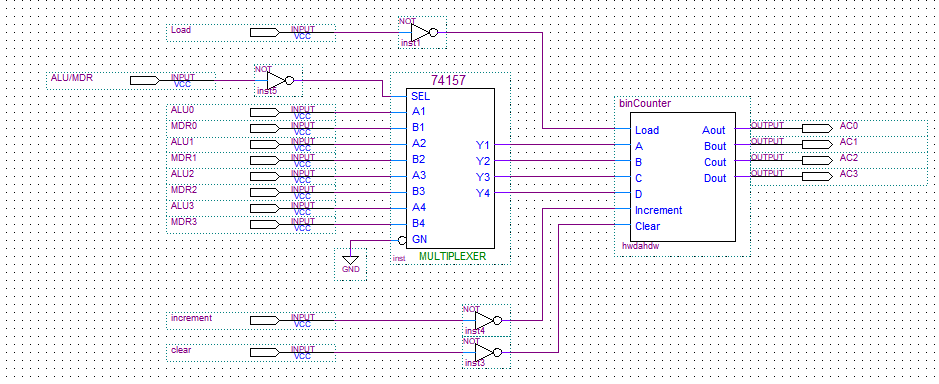 Load
INPUT
VCC
NOT
inst1
ALU/MDR
INPUT
VCC
NOT
inst5
74157
SEL
A1
B1
A2
B2
A3
B3
A4
B4
GN
Y1
Y2
Y3
Y4
inst
MULTIPLEXER
ALU0
INPUT
VCC
MDR0
INPUT
VCC
ALU1
INPUT
VCC
MDR1
INPUT
VCC
ALU2
INPUT
VCC
MDR2
INPUT
VCC
ALU3
INPUT
VCC
MDR3
INPUT
VCC
GND
binCounter
Load
A
B
C
D
Increment
Clear
Aout
Bout
Cout
Dout
hwdahdw
OUTPUT
AC0
OUTPUT
AC1
OUTPUT
AC2
OUTPUT
AC3
increment
INPUT
VCC
NOT
inst4
clear
INPUT
VCC
NOT
inst3